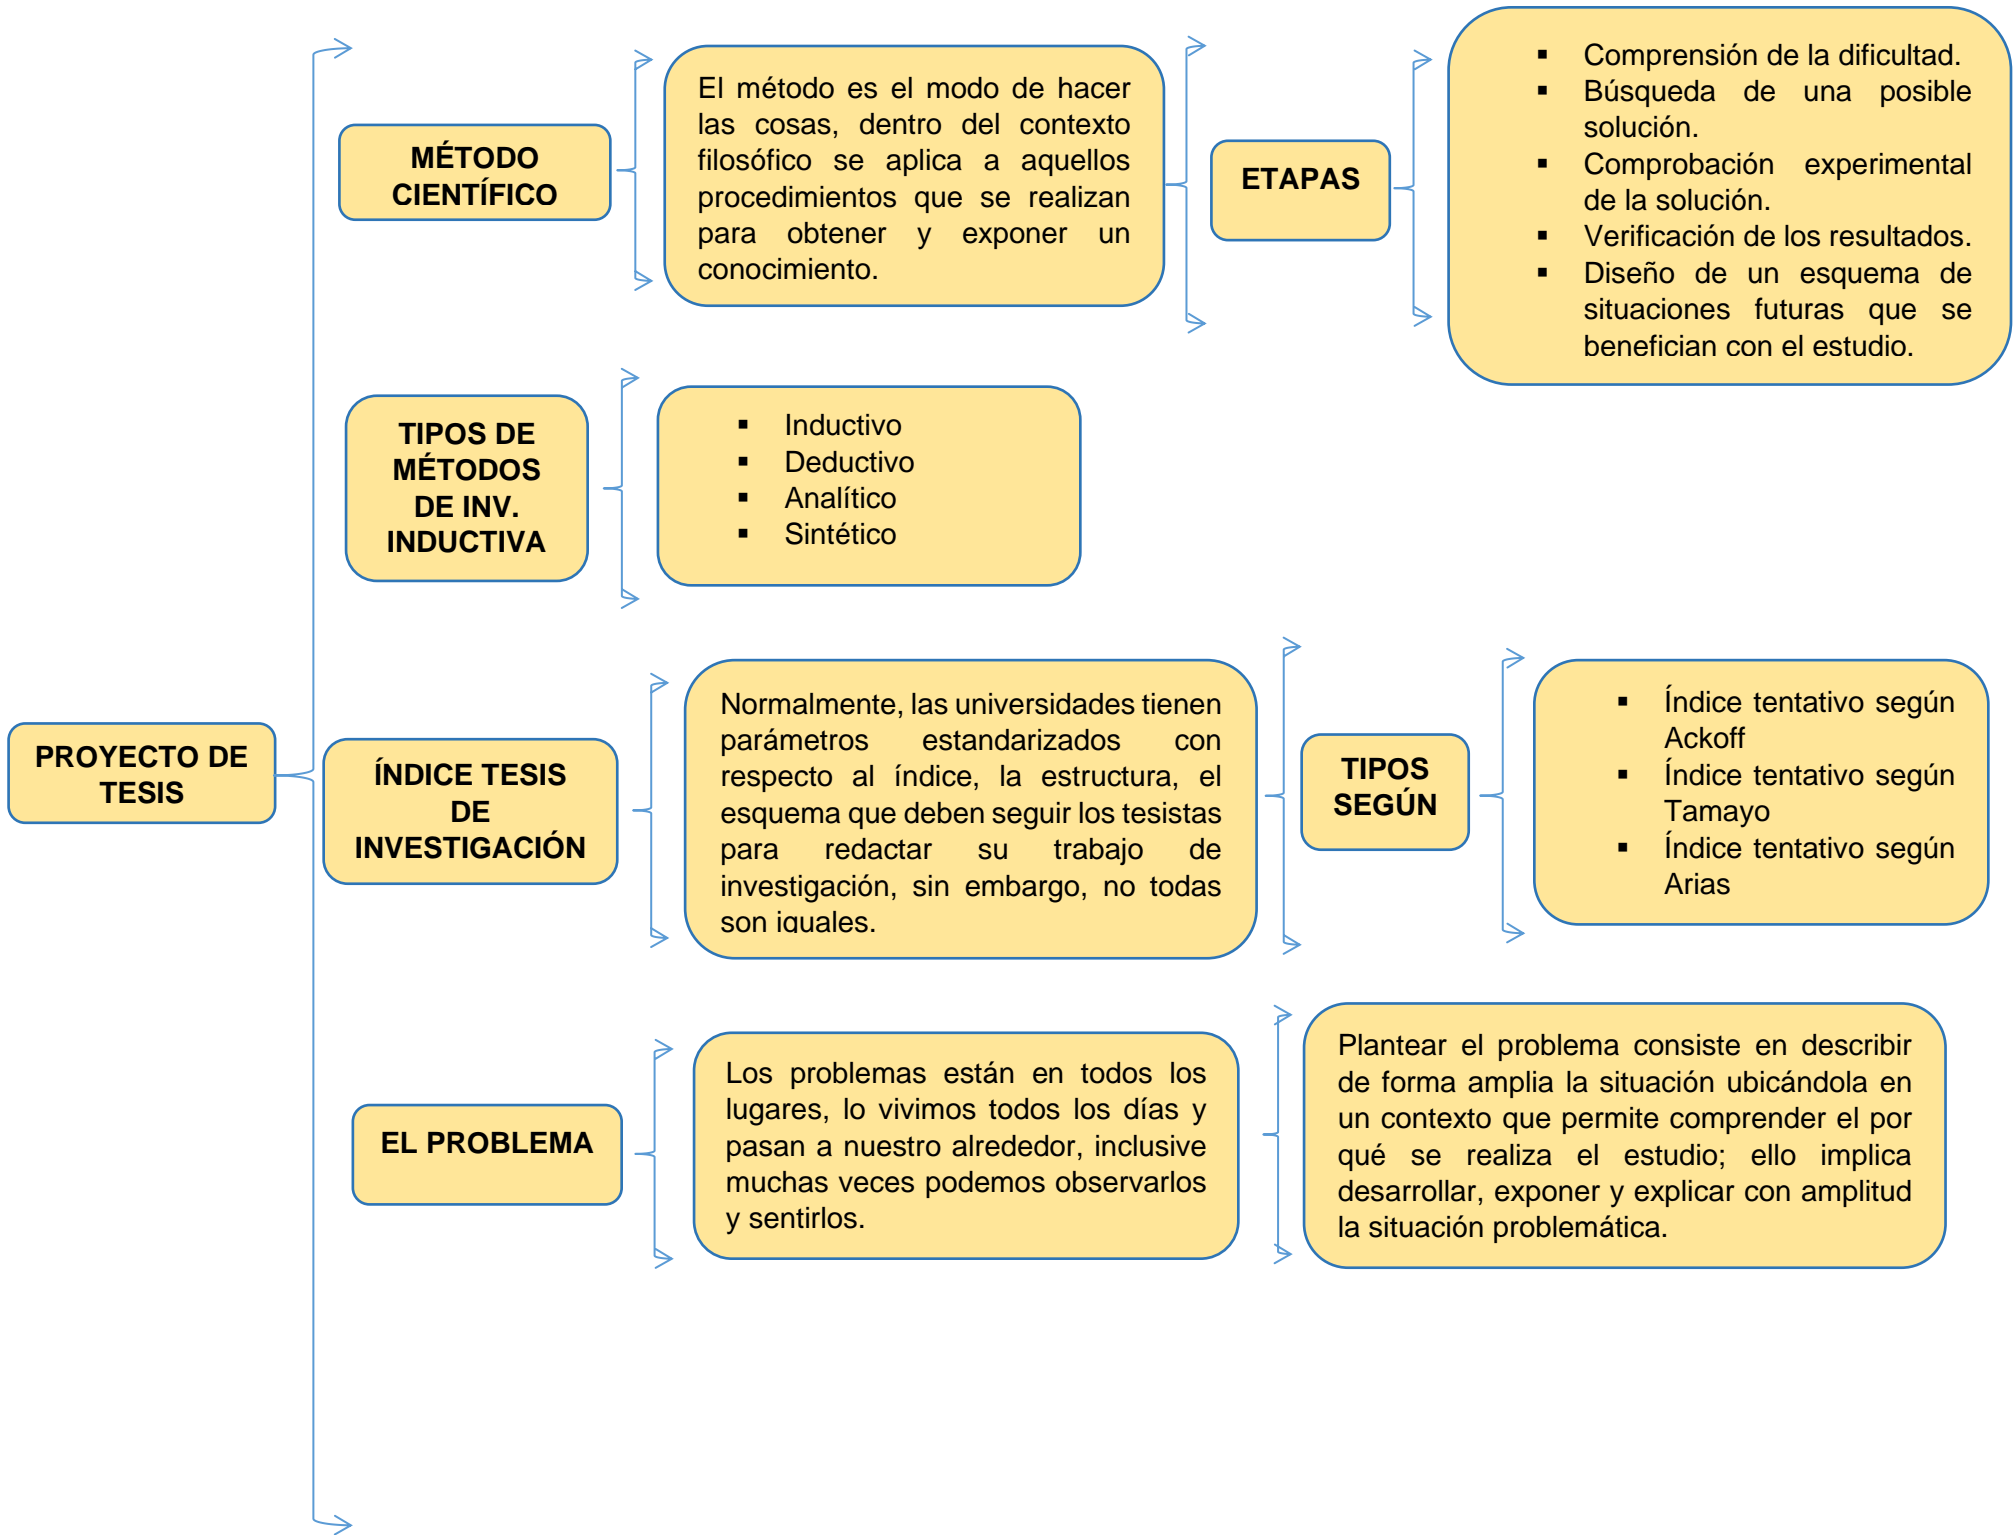 PROYECTO DE
TESIS
MÉTODO
CIENTÍFICO
El método es el modo de hacer
las cosas, dentro del contexto
filosófico se aplica a aquellos
procedimientos que se realizan
para obtener y exponer un
conocimiento.
ETAPAS
▪ Comprensión de la dificultad.
▪ Búsqueda de una posible
solución.
▪ Comprobación experimental
de la solución.
▪ Verificación de los resultados.
▪ Diseño de un esquema de
situaciones futuras que se
benefician con el estudio.
TIPOS DE
MÉTODOS
DE INV.
INDUCTIVA
▪ Inductivo
▪ Deductivo
▪ Analítico
▪ Sintético
ÍNDICE TESIS
DE
INVESTIGACIÓN
Normalmente, las universidades tienen
parámetros estandarizados con
respecto al índice, la estructura, el
esquema que deben seguir los tesistas
para redactar su trabajo de
investigación, sin embargo, no todas
son iguales.
TIPOS
SEGÚN
▪ Índice tentativo según
Ackoff
▪ Índice tentativo según
Tamayo
▪ Índice tentativo según
Arias
EL PROBLEMA
Los problemas están en todos los
lugares, lo vivimos todos los días y
pasan a nuestro alrededor, inclusive
muchas veces podemos observarlos
y sentirlos.
Plantear el problema consiste en describir
de forma amplia la situación ubicándola en
un contexto que permite comprender el por
qué se realiza el estudio; ello implica
desarrollar, exponer y explicar con amplitud
la situación problemática.